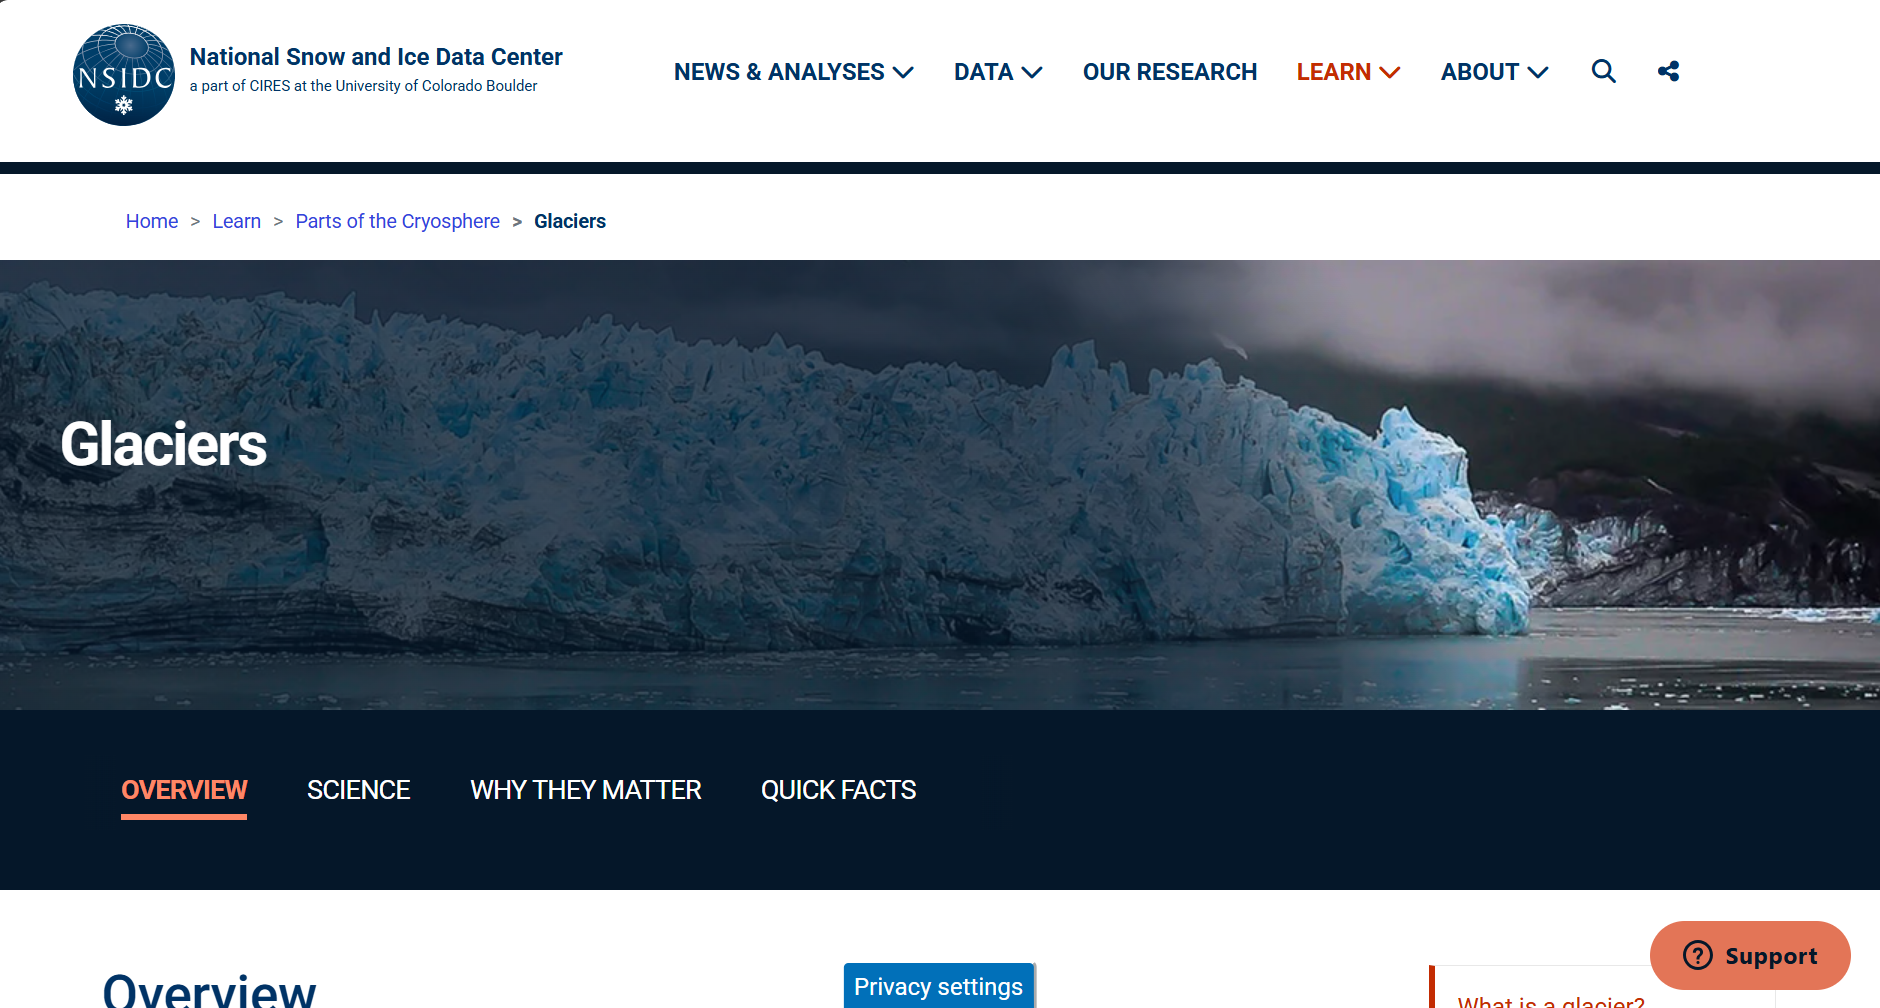 NSIDC
National Snow and Ice Data Center
a part of CIRES at the University of Colorado Boulder
NEWS & ANALYSES DATA OUR RESEARCH LEARN ABOUT
Home > Learn > Parts of the Cryosphere > Glaciers
Glaciers
OVERVIEW SCIENCE WHY THEY MATTER QUICK FACTS
Overview
Privacy settings
What is a glacier?
Support